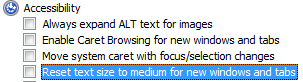 Accessibility
Always expand ALT text for images
Enable Caret Browsing for new windows and tabs
Move system caret with focus/selection changes
Reset text size to medium for new windows and tabs